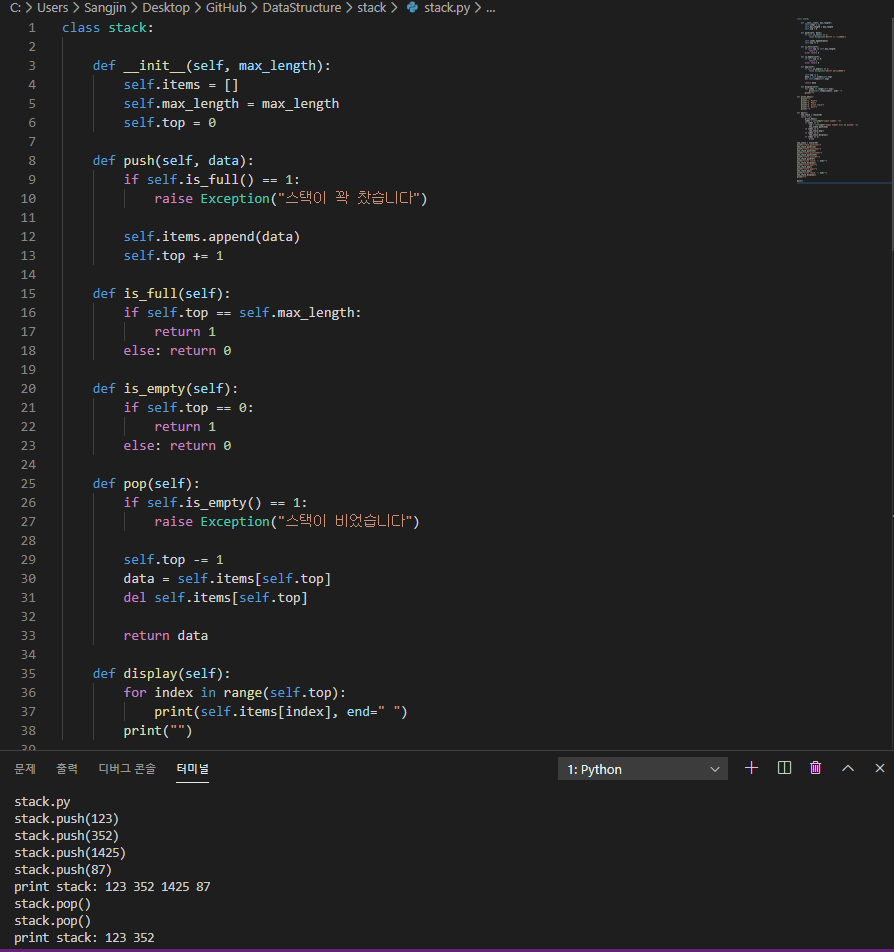 C: > Users > Sangjin > Desktop > GitHub > DataStructure > stack > stack.py > ...
1 class stack:
2
3 def __init__(self, max_length):
4 self.items = []
5 self.max_length = max_length
6 self.top = 0
7
8 def push(self, data):
9 if self.is_full() == 1:
10 raise Exception("스택이 꽉 찼습니다")
11
12 self.items.append(data)
13 self.top += 1
14
15 def is_full(self):
16 if self.top == self.max_length:
17 return 1
18 else: return 0
19
20 def is_empty(self):
21 if self.top == 0:
22 return 1
23 else: return 0
24
25 def pop(self):
26 if self.is_empty() == 1:
27 raise Exception("스택이 비었습니다")
28
29 self.top -= 1
30 data = self.items[self.top]
31 del self.items[self.top]
32
33 return data
34
35 def display(self):
36 for index in range(self.top):
37 print(self.items[index], end=" ")
38 print("")
39
문제 출력 디버그 콘솔 터미널 1: Python
stack.py
stack.push(123)
stack.push(352)
stack.push(1425)
stack.push(87)
print stack: 123 352 1425 87
stack.pop()
stack.pop()
print stack: 123 352